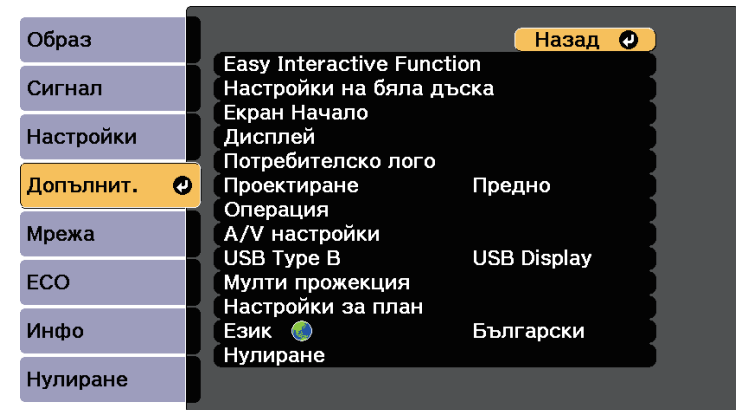 Образ
Сигнал
Настройки
Допълнит.
Мрежа
ECO
Инфо
Нулиране
Назад
Easy Interactive Function
Настройки на бяла дъска
Екран Начало
Дисплей
Потребителско лого
Проектиране Предно
Операция
A/V настройки
USB Type B USB Display
Мулти прожекция
Настройки за план
Език Български
Нулиране